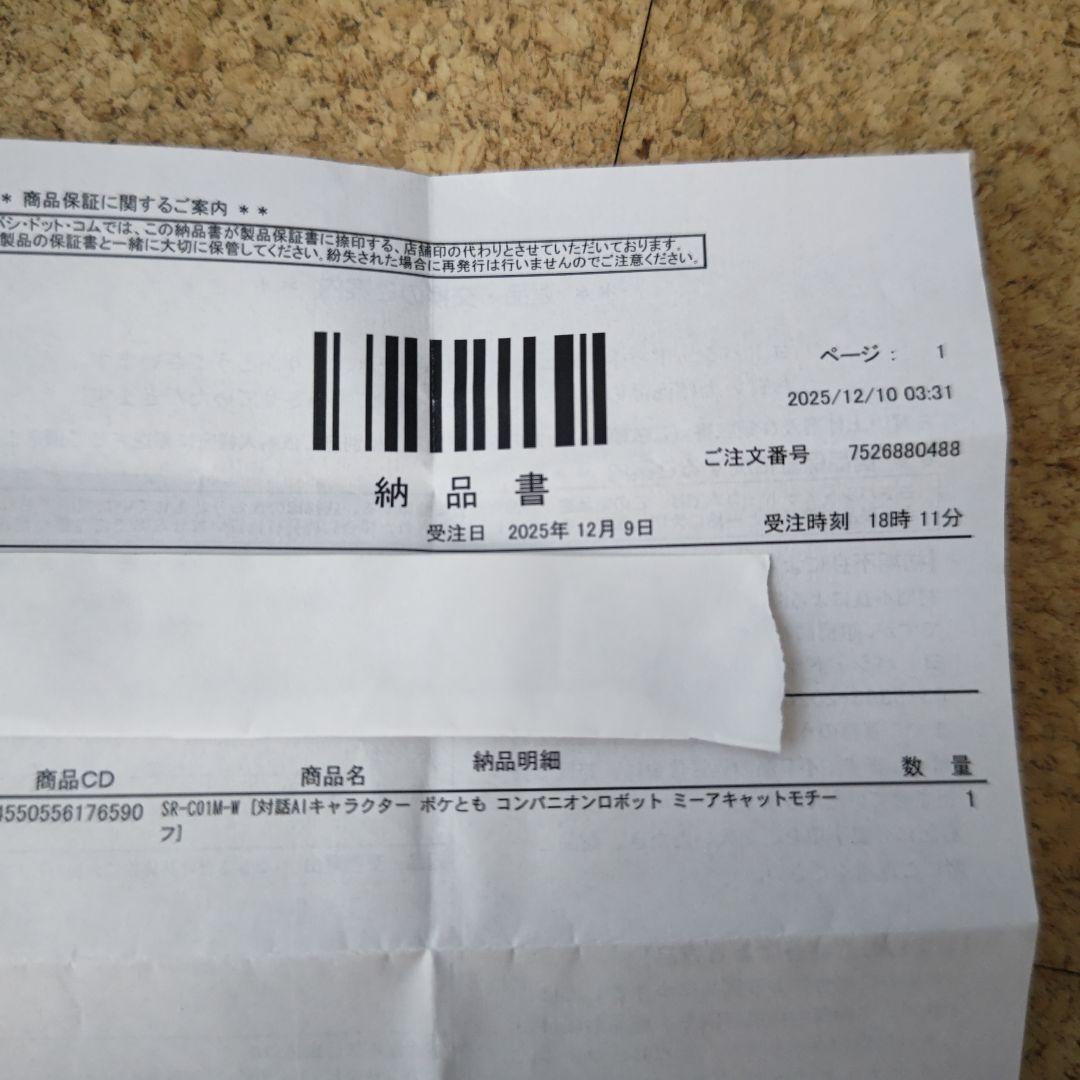 * 商品保証に関するご案内 * *
バシ・ドット・コムでは、この納品書が製品保証書に捺印する、店舗印の代わりとさせていただいております。
製品の保証書と一緒に大切に保管してください。紛失された場合に再発行は行いませんのでご注意ください。
ページ : 1
2025/12/10 03:31
ご注文番号 7526880488
納 品 書
受注日 2025年 12月 9日 受注時刻 18時 11分
納品明細
商品CD 商品名 数 量
4550556176590 SR-C01M-W [対話AIキャラクター ポケとも コンパニオンロボット ミーアキャットモチー 1
フ]